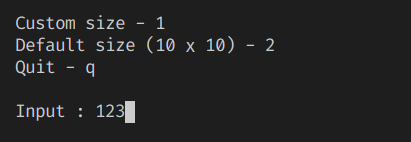 Custom size - 1
Default size (10 x 10) - 2
Quit - q
Input : 123